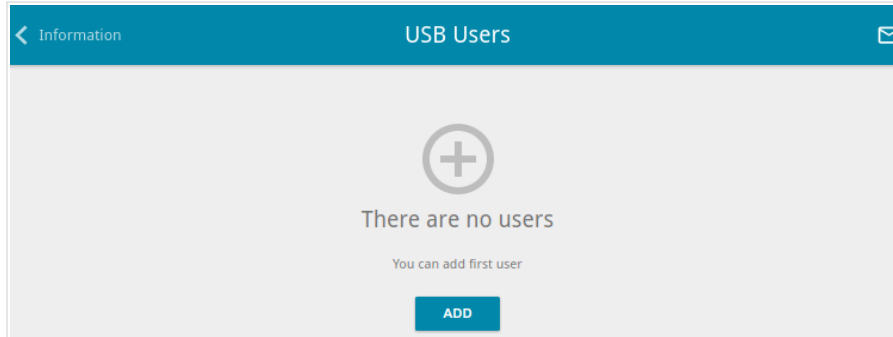 Information
USB Users
There are no users
You can add first user
ADD